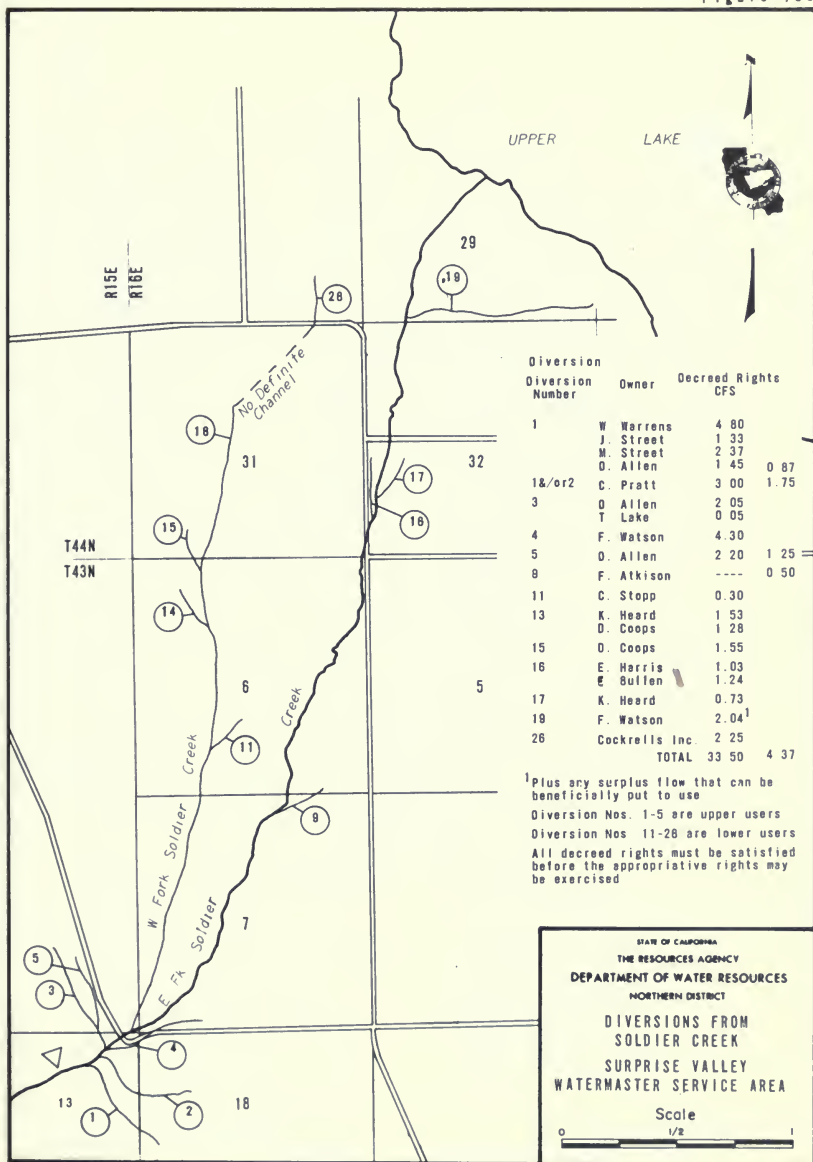 UPPER LAKE
29
19
R15E R16E
28
No Definite
Channel
18
31
32
17
16
15
T44N
T43N
14
6
5
11
9
W Fork Soldier Creek
E Fk Soldier Creek
7
5
3
4
13
18
1
2
Diversion
Diversion Number Owner Decreed Rights CFS
1 W Warrens 4 80
J. Street 1 33
M. Street 2 37
O. Allen 1 45 0 87
1&/or2 C. Pratt 3 00 1.75
3 O Allen 2 05
T Lake 0 05
4 F. Watson 4.30
5 O. Allen 2 20 1 25
8 F. Atkison ---- 0 50
11 C. Stopp 0.30
13 K. Heard 1 53
D. Coops 1 28
15 D. Coops 1.55
16 E. Harris 1.03
E Bullen 1.24
17 K. Heard 0.73
19 F. Watson 2.04¹
26 Cockrells Inc. 2 25
TOTAL 33 50 4 37
¹Plus any surplus flow that can be
beneficially put to use
Diversion Nos. 1-5 are upper users
Diversion Nos 11-28 are lower users
All decreed rights must be satisfied
before the appropriative rights may
be exercised
STATE OF CALIFORNIA
THE RESOURCES AGENCY
DEPARTMENT OF WATER RESOURCES
NORTHERN DISTRICT
DIVERSIONS FROM
SOLDIER CREEK
SURPRISE VALLEY
WATERMASTER SERVICE AREA
Scale
0 1/2 1